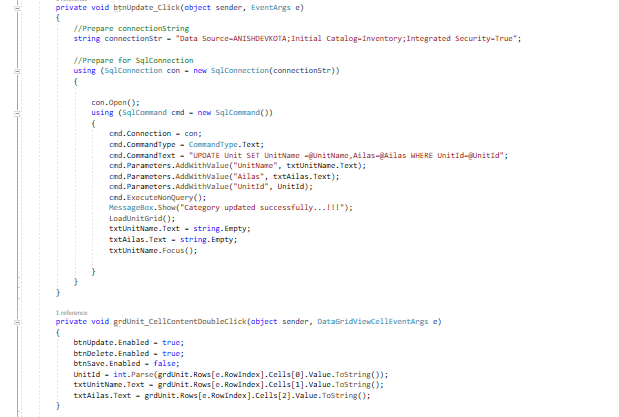 private void btnUpdate_Click(object sender, EventArgs e)
{
//Prepare connectionString
string connectionStr = "Data Source=ANISHDEVKOTA;Initial Catalog=Inventory;Integrated Security=True";
//Prepare for SqlConnection
using (SqlConnection con = new SqlConnection(connectionStr))
{
con.Open();
using (SqlCommand cmd = new SqlCommand())
{
cmd.Connection = con;
cmd.CommandType = CommandType.Text;
cmd.CommandText = "UPDATE Unit SET UnitName =@UnitName,Ailas=@Ailas WHERE UnitId=@UnitId";
cmd.Parameters.AddWithValue("UnitName", txtUnitName.Text);
cmd.Parameters.AddWithValue("Ailas", txtAilas.Text);
cmd.Parameters.AddWithValue("UnitId", UnitId);
cmd.ExecuteNonQuery();
MessageBox.Show("Category updated successfully...!!!");
LoadUnitGrid();
txtUnitName.Text = string.Empty;
txtAilas.Text = string.Empty;
txtUnitName.Focus();
}
}
}
1 reference
private void grdUnit_CellContentDoubleClick(object sender, DataGridViewCellEventArgs e)
{
btnUpdate.Enabled = true;
btnDelete.Enabled = true;
btnSave.Enabled = false;
UnitId = int.Parse(grdUnit.Rows[e.RowIndex].Cells[0].Value.ToString());
txtUnitName.Text = grdUnit.Rows[e.RowIndex].Cells[1].Value.ToString();
txtAilas.Text = grdUnit.Rows[e.RowIndex].Cells[2].Value.ToString();
}